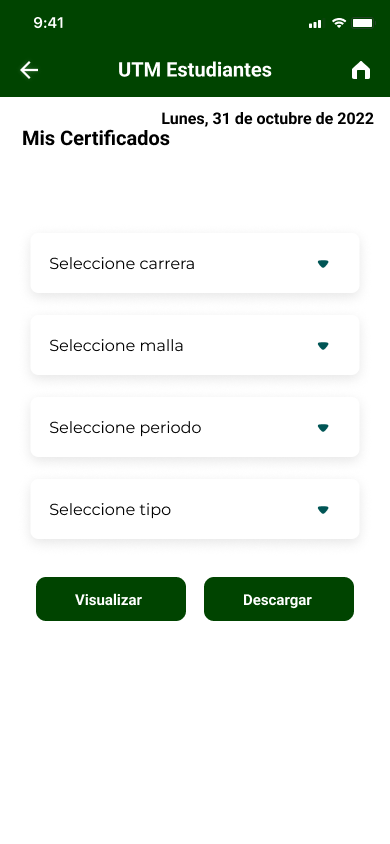 9:41
UTM Estudiantes
Lunes, 31 de octubre de 2022
Mis Certificados
Seleccione carrera
Seleccione malla
Seleccione periodo
Seleccione tipo
Visualizar
Descargar